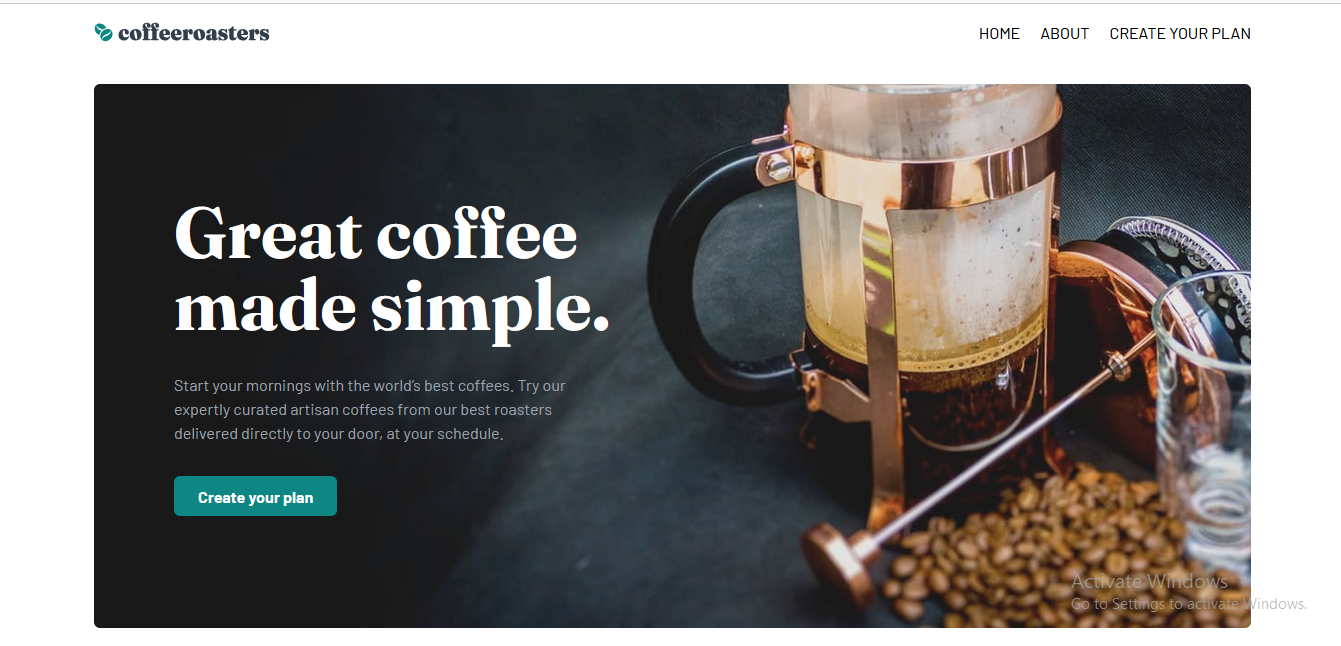 coffeeroasters
HOME ABOUT CREATE YOUR PLAN
Great coffee
made simple.
Start your mornings with the world’s best coffees. Try our
expertly curated artisan coffees from our best roasters
delivered directly to your door, at your schedule.
Create your plan
Activate Windows
Go to Settings to activate Windows.